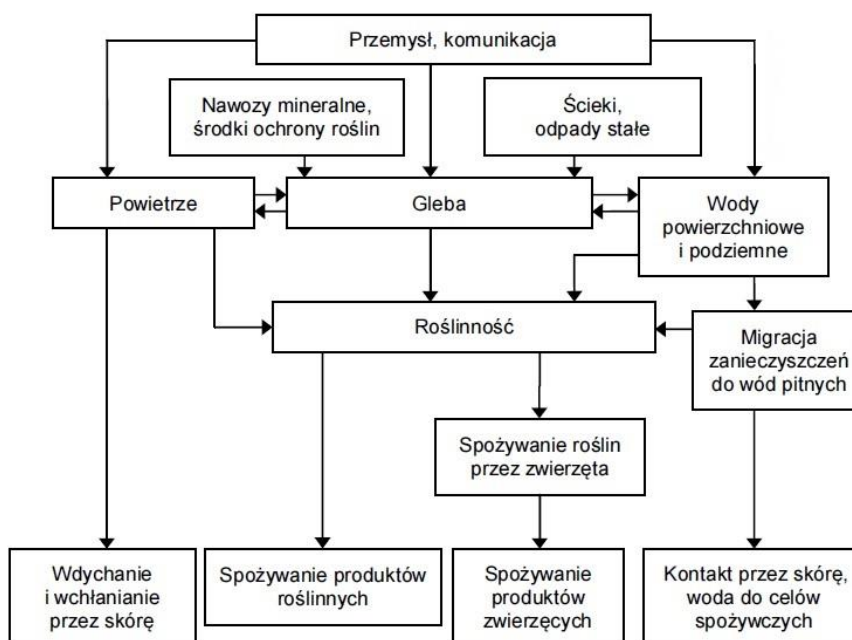 Przemysł, komunikacja
Nawozy mineralne,
środki ochrony roślin
Ścieki,
odpady stałe
Powietrze
Gleba
Wody
powierzchniowe
i podziemne
Roślinność
Migracja
zanieczyszczeń
do wód pitnych
Spożywanie roślin
przez zwierzęta
Wdychanie
i wchłanianie
przez skórę
Spożywanie produktów
roślinnych
Spożywanie
produktów
zwierzęcych
Kontakt przez skórę,
woda do celów
spożywczych